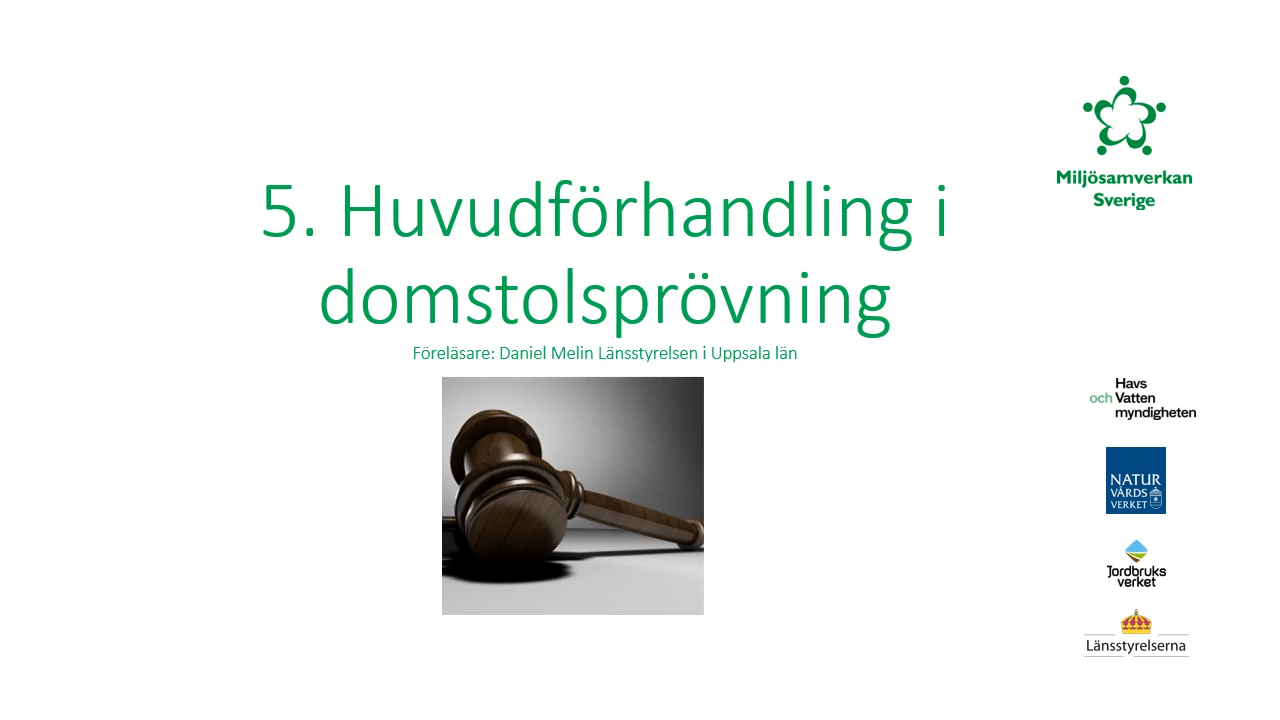 5. Huvudförhandling i
domstolsprövning
Föreläsare: Daniel Melin Länsstyrelsen i Uppsala län
Miljösamverkan
Sverige
Havs
och Vatten
myndigheten
NATUR
VÅRDS
VERKET
Jordbruks
verket
Länsstyrelserna